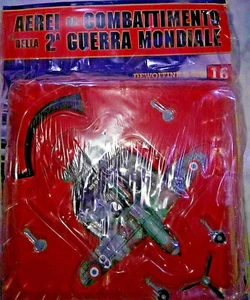 AEREI DA COMBATTIMENTO
DELLA 2ª GUERRA MONDIALE
DEWOITINE
16